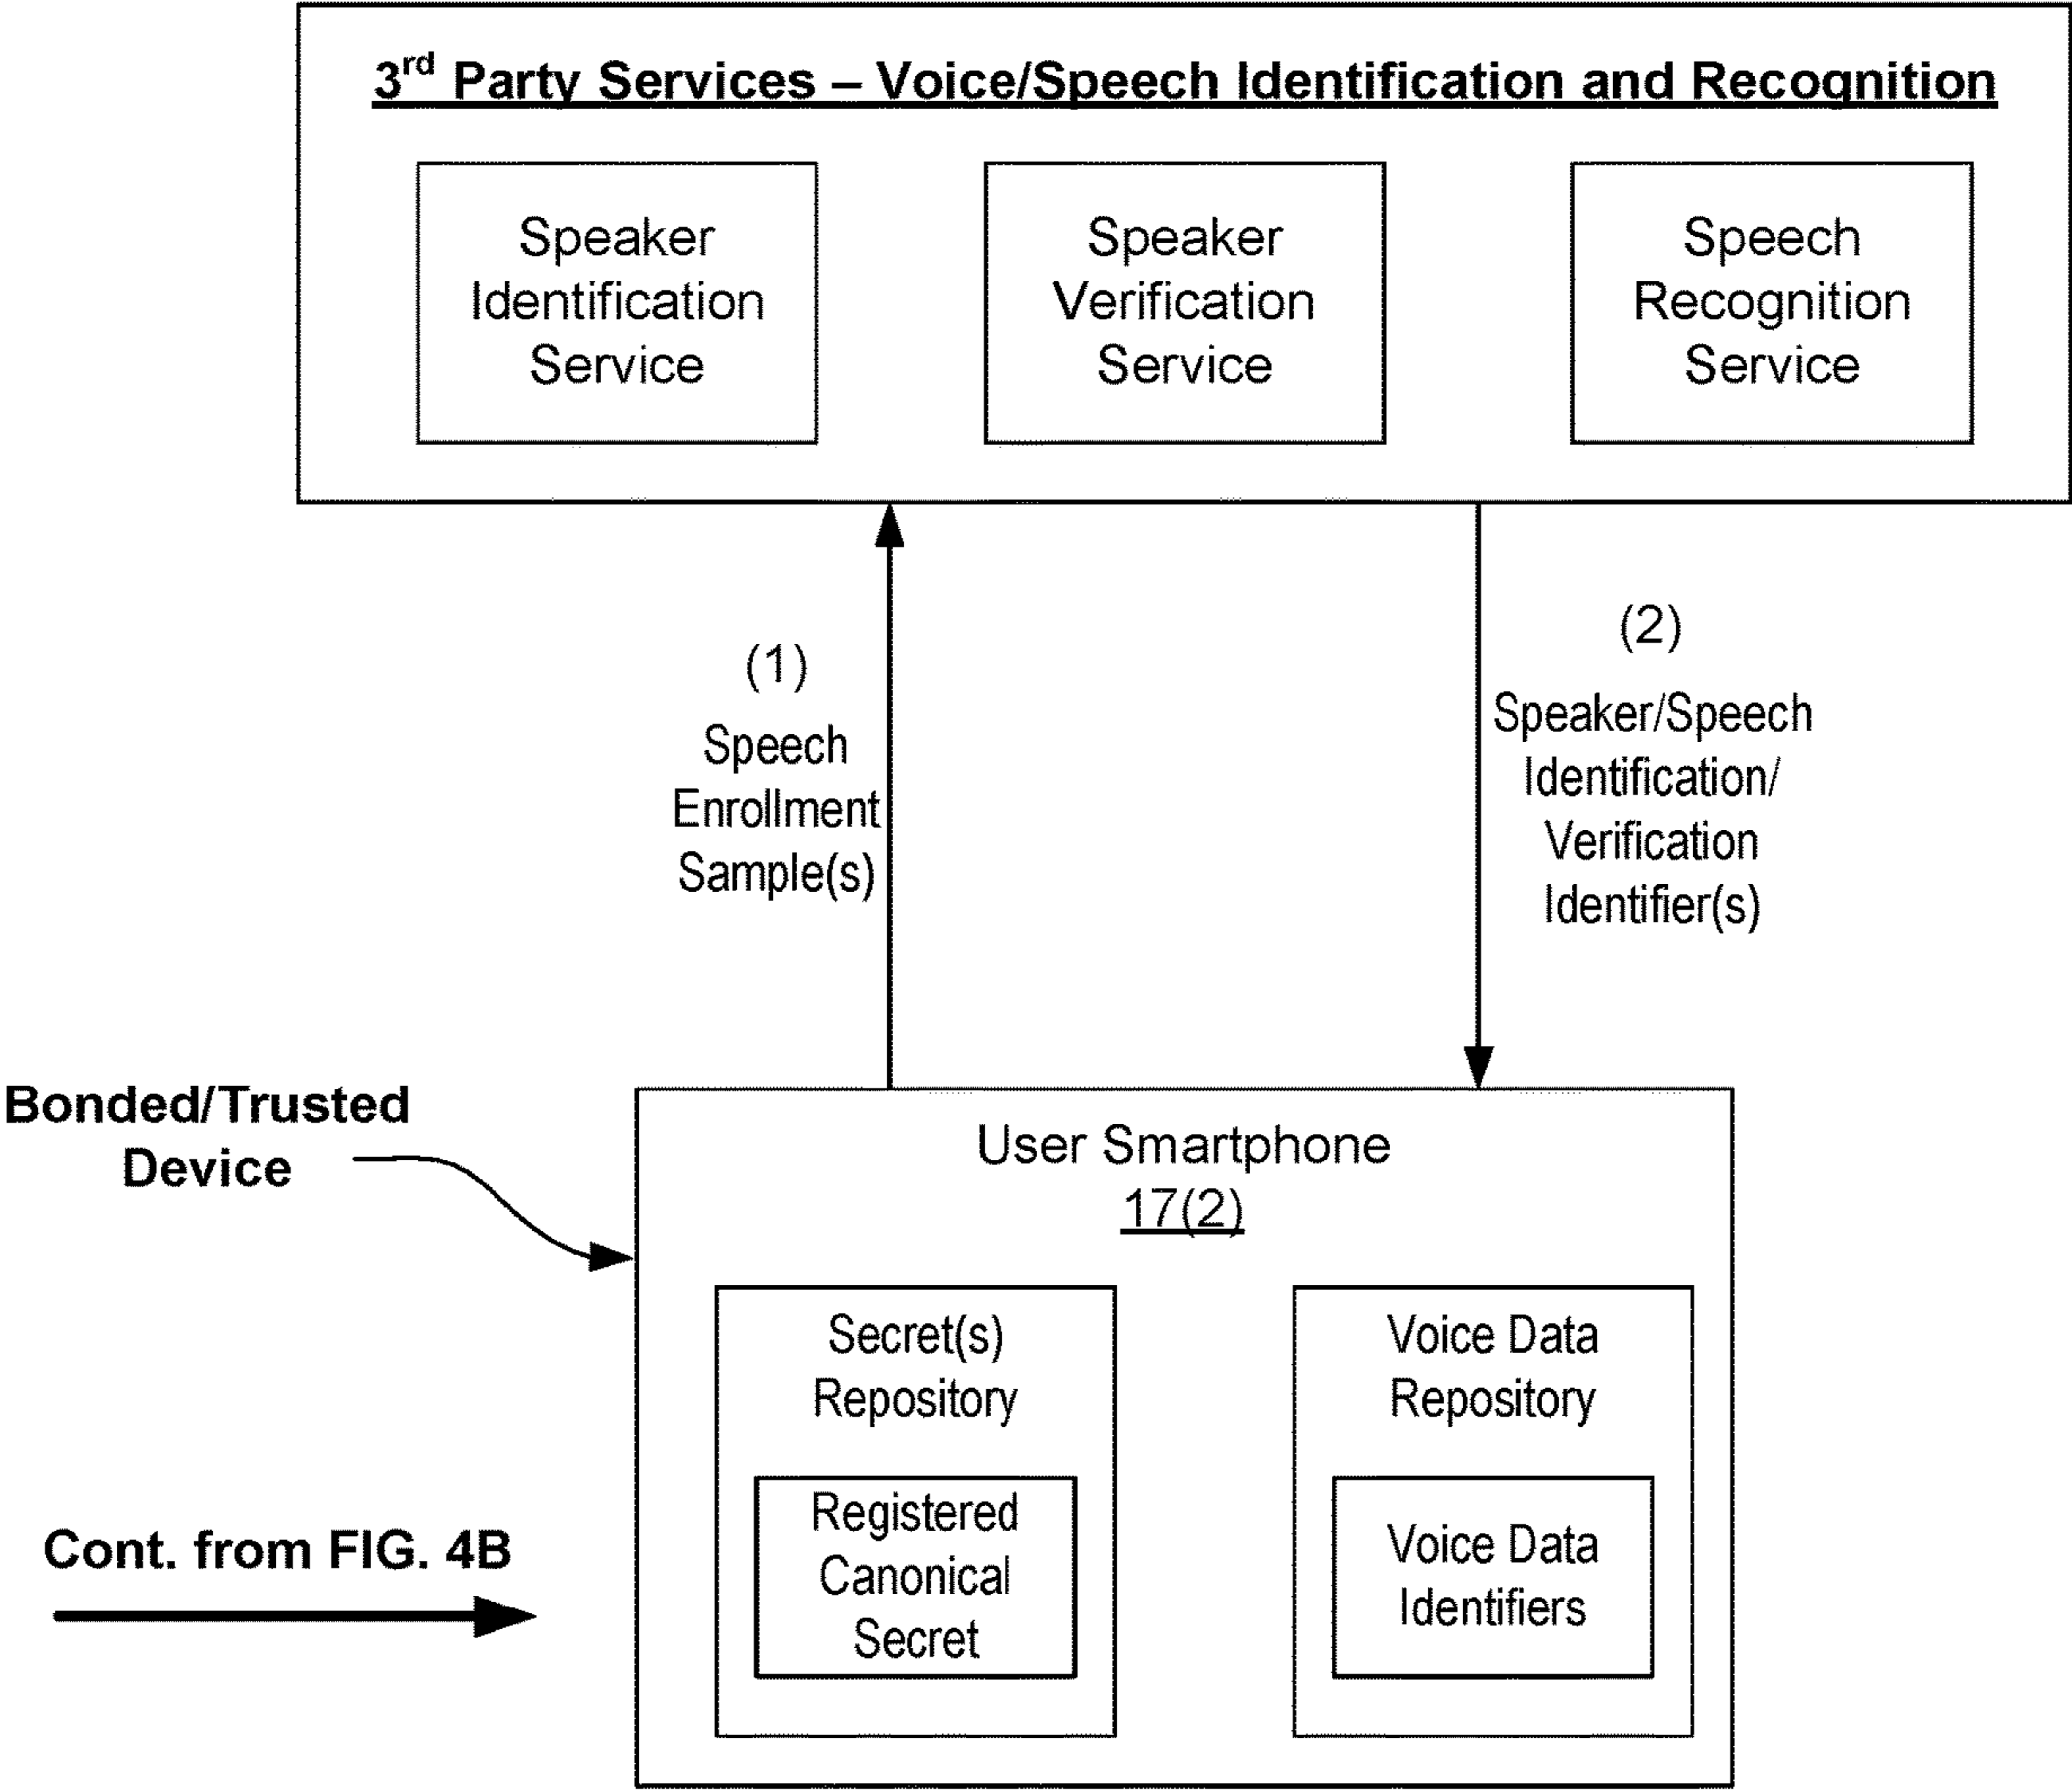 3rd Party Services – Voice/Speech Identification and Recognition
Speaker
Identification
Service
Speaker
Verification
Service
Speech
Recognition
Service
(1)
Speech
Enrollment
Sample(s)
(2)
Speaker/Speech
Identification/
Verification
Identifier(s)
Bonded/Trusted
Device
User Smartphone
17(2)
Secret(s)
Repository
Registered
Canonical
Secret
Voice Data
Repository
Voice Data
Identifiers
Cont. from FIG. 4B